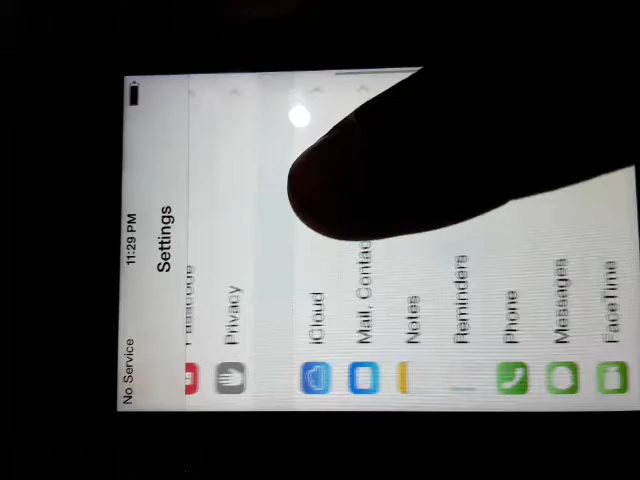 No Service 11:29 PM
Settings
Privacy
iCloud
Mail, Contac
Notes
Reminders
Phone
Messages
FaceTime